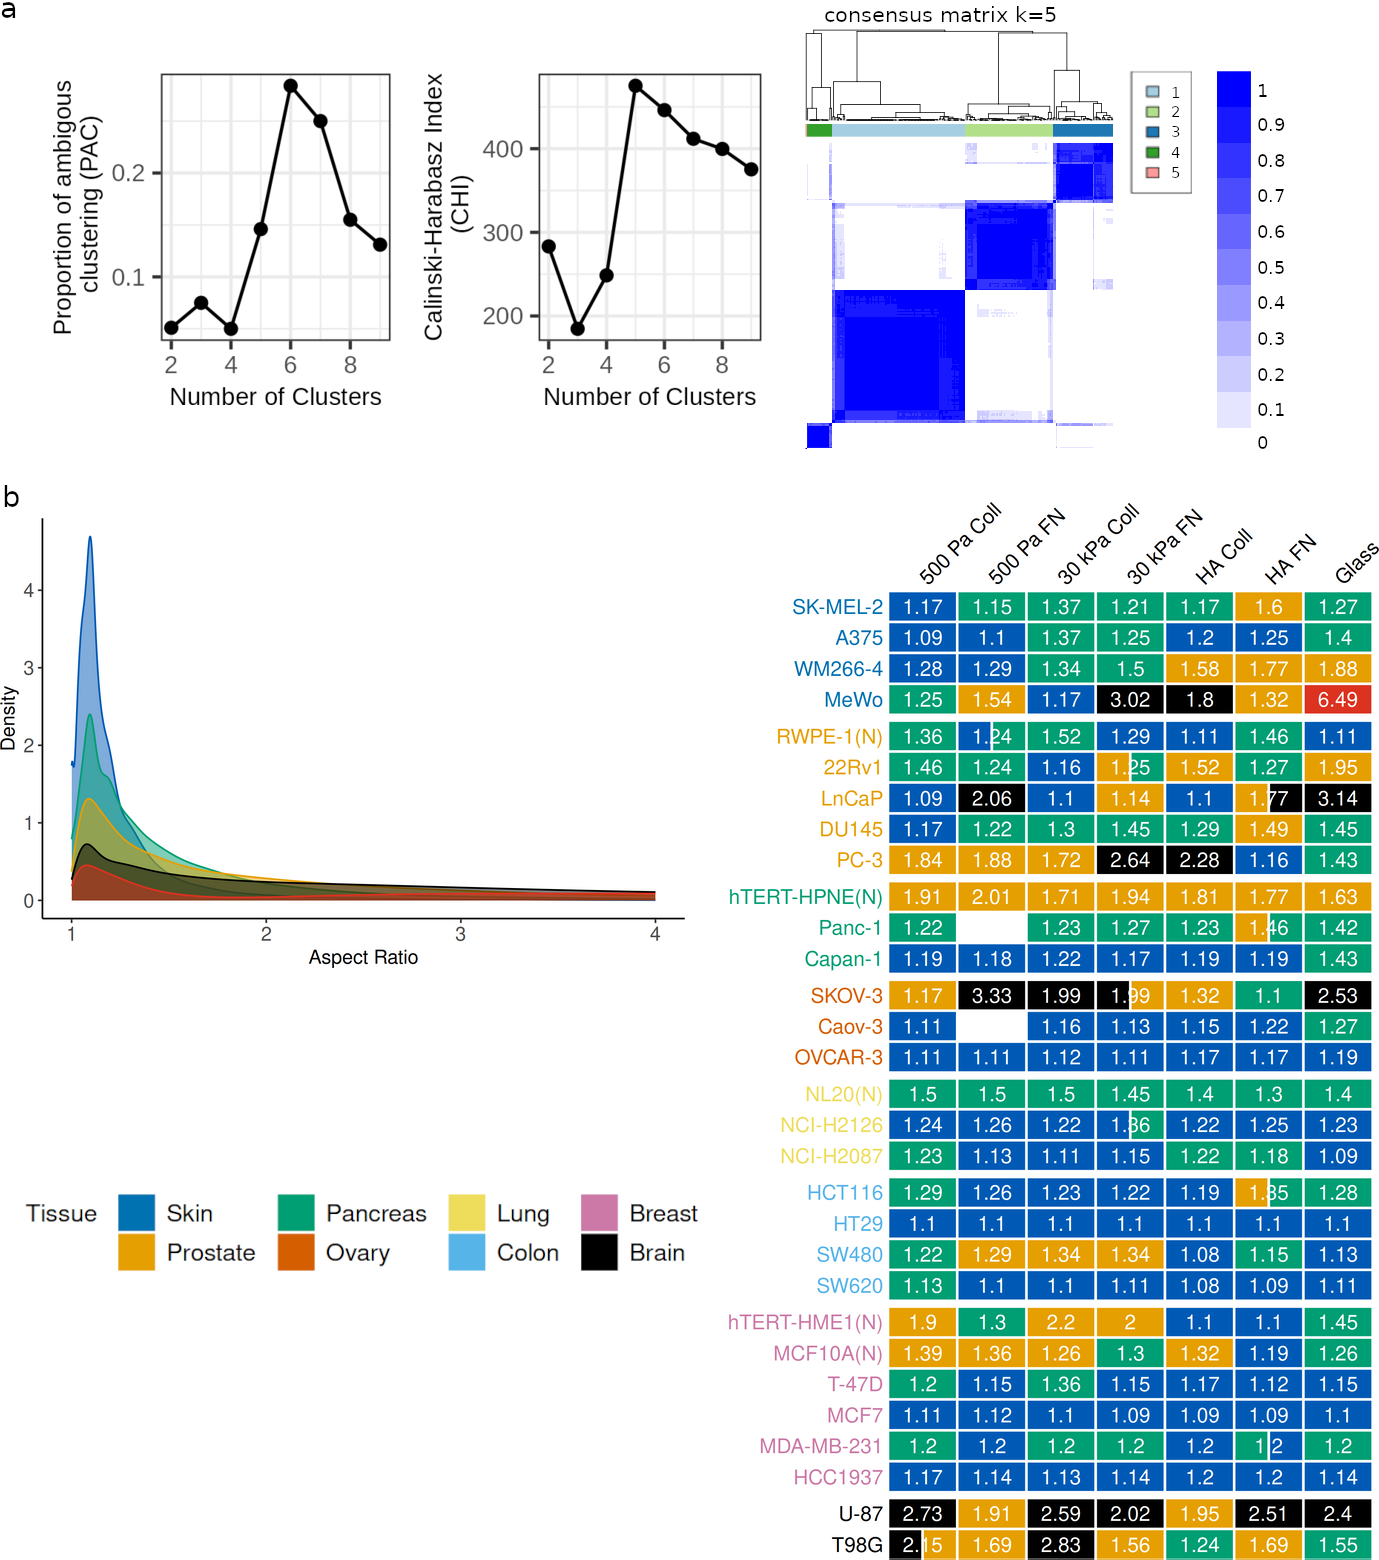 a
Proportion of ambigous
clustering (PAC)
0.2
0.1
2 4 6 8
Number of Clusters
Calinski-Harabasz Index
(CHI)
400
300
200
2 4 6 8
Number of Clusters
consensus matrix k=5
1
2
3
4
5
1
0.9
0.8
0.7
0.6
0.5
0.4
0.3
0.2
0.1
0
b
Density
4
3
2
1
0
1 2 3 4
Aspect Ratio
Tissue Skin Pancreas Lung Breast
Prostate Ovary Colon Brain
500 Pa Coll 500 Pa FN 30 kPa Coll 30 kPa FN HA Coll HA FN Glass
SK-MEL-2 1.17 1.15 1.37 1.21 1.17 1.6 1.27
A375 1.09 1.1 1.37 1.25 1.2 1.25 1.4
WM266-4 1.28 1.29 1.34 1.5 1.58 1.77 1.88
MeWo 1.25 1.54 1.17 3.02 1.8 1.32 6.49
RWPE-1(N) 1.36 1.24 1.52 1.29 1.11 1.46 1.11
22Rv1 1.46 1.24 1.16 1.25 1.52 1.27 1.95
LnCaP 1.09 2.06 1.1 1.14 1.1 1.77 3.14
DU145 1.17 1.22 1.3 1.45 1.29 1.49 1.45
PC-3 1.84 1.88 1.72 2.64 2.28 1.16 1.43
hTERT-HPNE(N) 1.91 2.01 1.71 1.94 1.81 1.77 1.63
Panc-1 1.22 1.23 1.27 1.23 1.46 1.42
Capan-1 1.19 1.18 1.22 1.17 1.19 1.19 1.43
SKOV-3 1.17 3.33 1.99 1.99 1.32 1.1 2.53
Caov-3 1.11 1.16 1.13 1.15 1.22 1.27
OVCAR-3 1.11 1.11 1.12 1.11 1.17 1.17 1.19
NL20(N) 1.5 1.5 1.5 1.45 1.4 1.3 1.4
NCI-H2126 1.24 1.26 1.22 1.36 1.22 1.25 1.23
NCI-H2087 1.23 1.13 1.11 1.15 1.22 1.18 1.09
HCT116 1.29 1.26 1.23 1.22 1.19 1.35 1.28
HT29 1.1 1.1 1.1 1.1 1.1 1.1 1.1
SW480 1.22 1.29 1.34 1.34 1.08 1.15 1.13
SW620 1.13 1.1 1.1 1.11 1.08 1.09 1.11
hTERT-HME1(N) 1.9 1.3 2.2 2 1.1 1.1 1.45
MCF10A(N) 1.39 1.36 1.26 1.3 1.32 1.19 1.26
T-47D 1.2 1.15 1.36 1.15 1.17 1.12 1.15
MCF7 1.11 1.12 1.1 1.09 1.09 1.09 1.1
MDA-MB-231 1.2 1.2 1.2 1.2 1.2 1.2 1.2
HCC1937 1.17 1.14 1.13 1.14 1.2 1.2 1.14
U-87 2.73 1.91 2.59 2.02 1.95 2.51 2.4
T98G 2.15 1.69 2.83 1.56 1.24 1.69 1.55